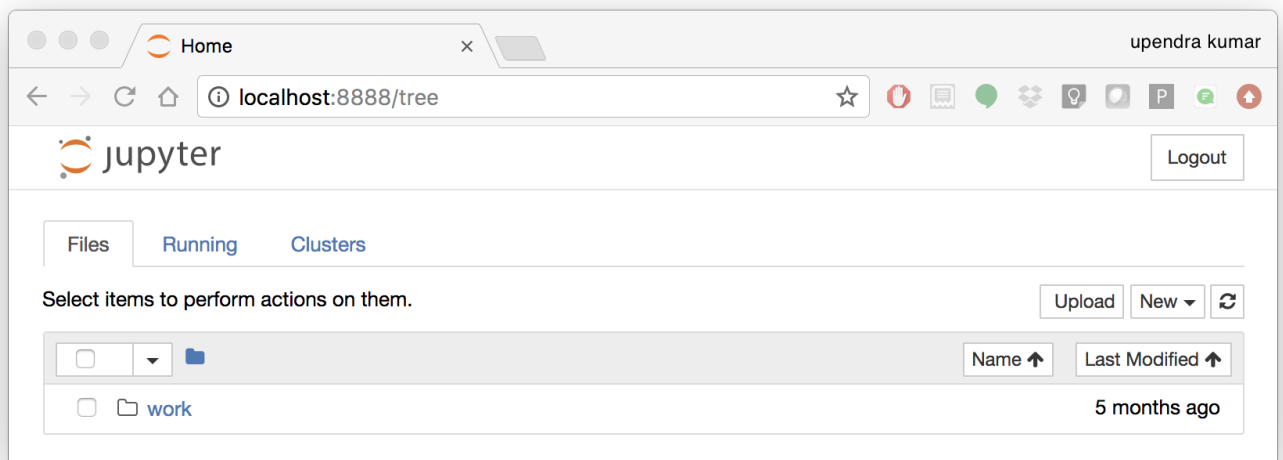 Home
upendra kumar
localhost:8888/tree
P
jupyter
Logout
Files Running Clusters
Select items to perform actions on them.
Upload New
Name Last Modified
work 5 months ago